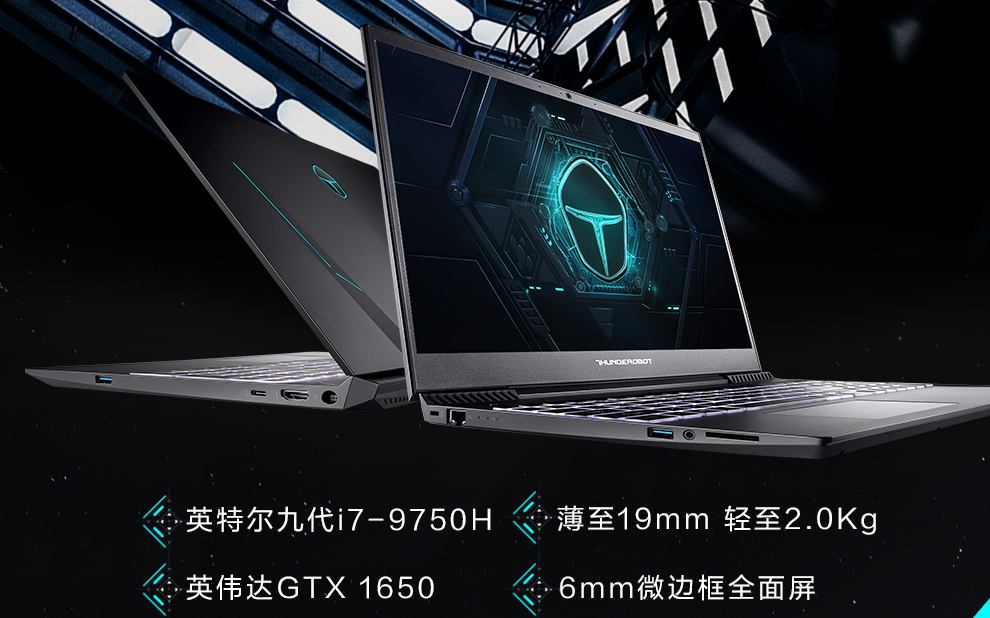 THUNDEROBOT
英特尔九代i7-9750H
薄至19mm 轻至2.0Kg
英伟达GTX 1650
6mm微边框全面屏